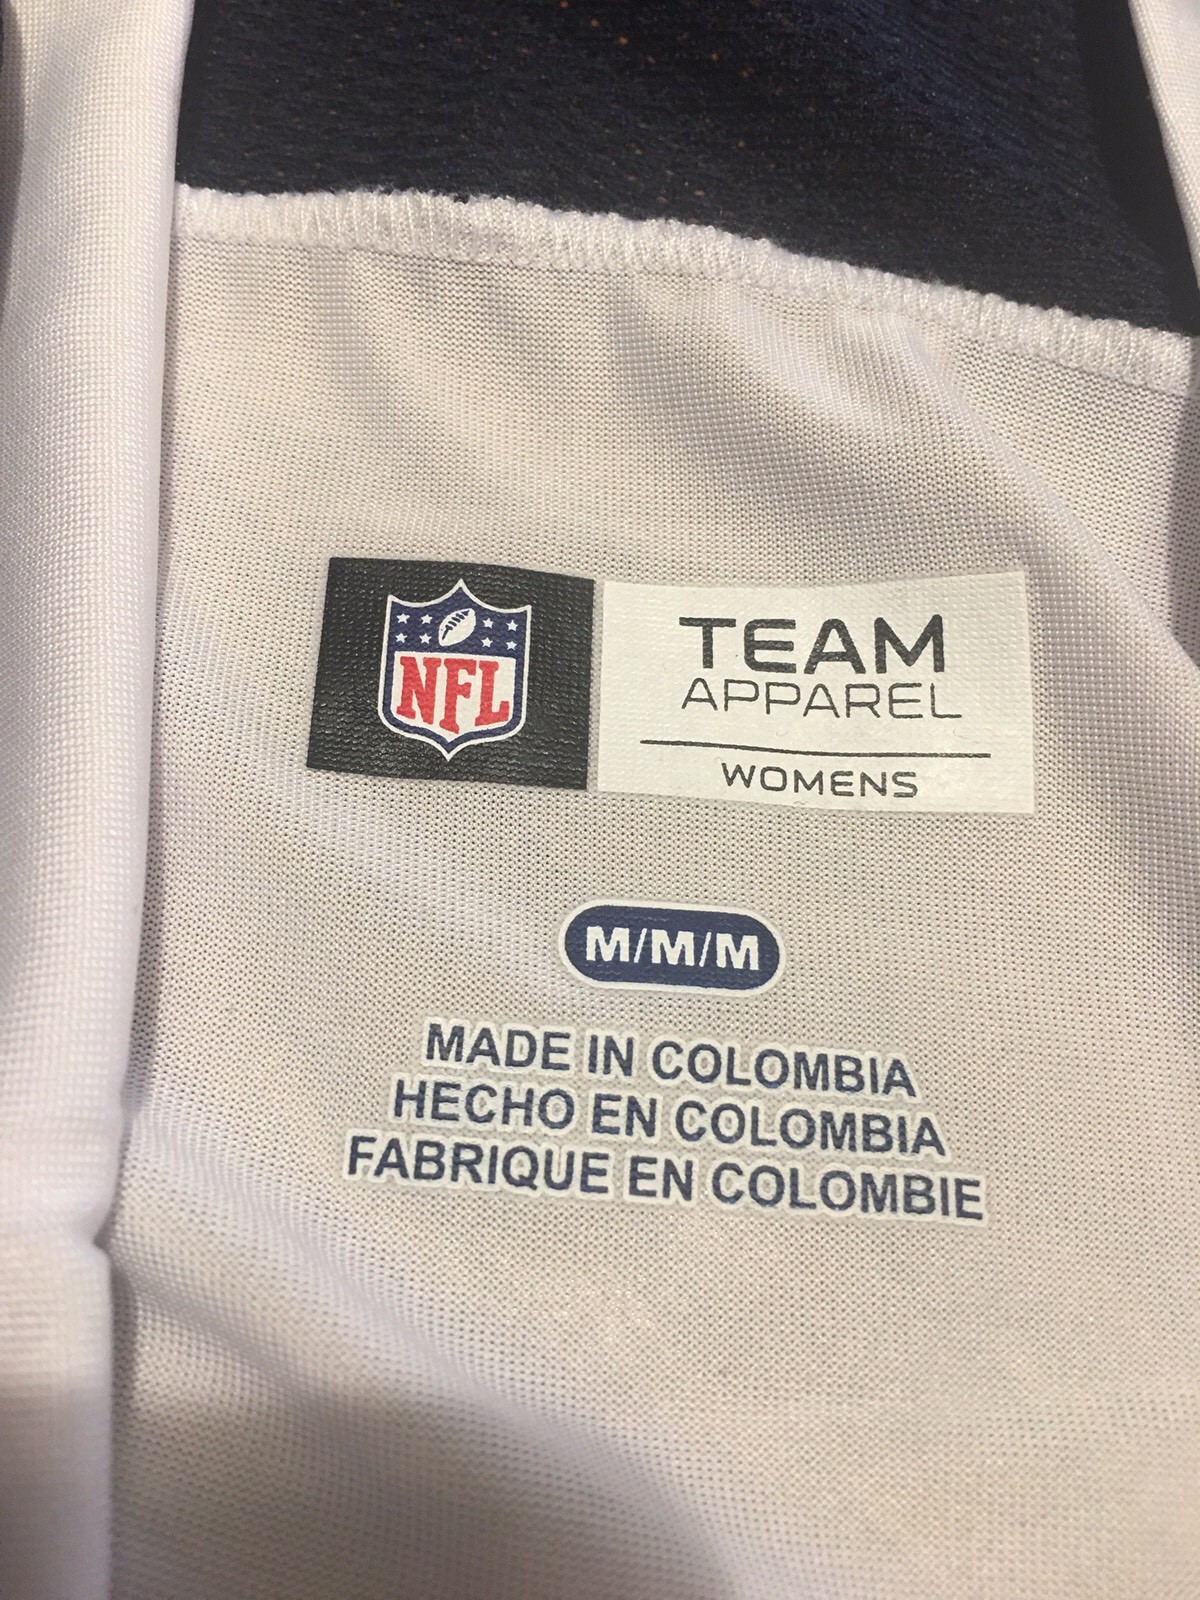 NFL
TEAM
APPAREL
WOMENS
M/M/M
MADE IN COLOMBIA
HECHO EN COLOMBIA
FABRIQUE EN COLOMBIE